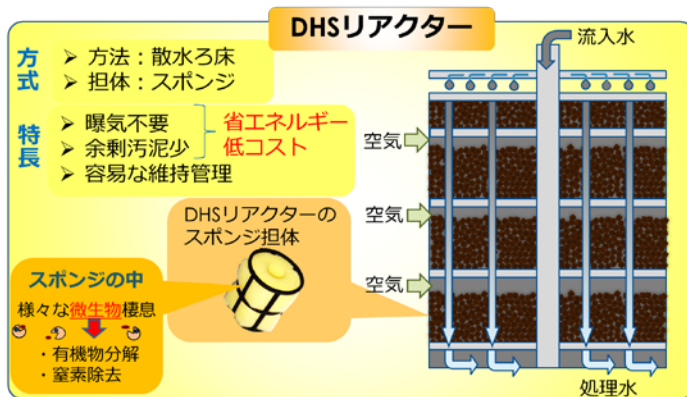 DHSリアクター
方式
➤ 方法：散水ろ床
➤ 担体：スポンジ
特長
➤ 曝気不要
➤ 余剰汚泥少
➤ 容易な維持管理
省エネルギー
低コスト
DHSリアクターの
スポンジ担体
スポンジの中
様々な微生物棲息
・有機物分解
・窒素除去
流入水
空気
空気
空気
処理水